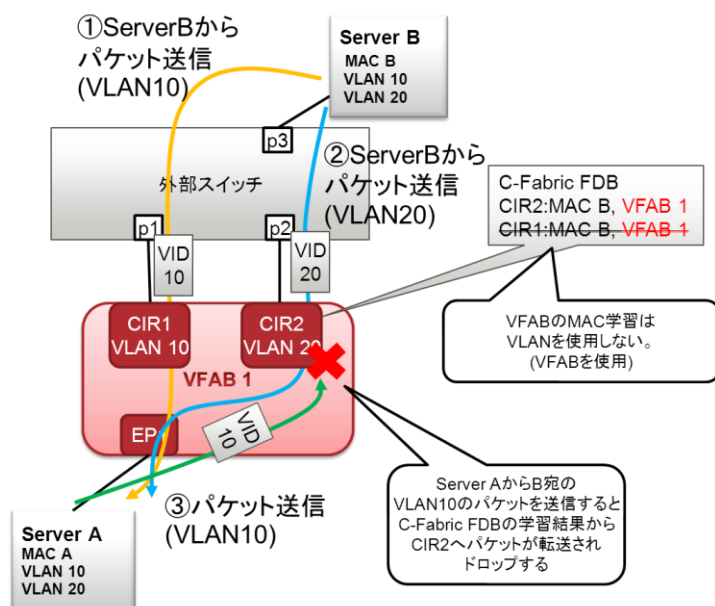 ①ServerBから
パケット送信
(VLAN10)
Server B
MAC B
VLAN 10
VLAN 20
p3
②ServerBから
パケット送信
(VLAN20)
外部スイッチ
C-Fabric FDB
CIR2:MAC B, VFAB 1
CIR1:MAC B, VFAB 1
p1
p2
VID
10
VID
20
CIR1
VLAN 10
CIR2
VLAN 20
VFABのMAC学習は
VLANを使用しない。
(VFABを使用)
VFAB 1
EP
VID
10
③パケット送信
(VLAN10)
Server AからB宛の
VLAN10のパケットを送信すると
C-Fabric FDBの学習結果から
CIR2へパケットが転送され
ドロップする
Server A
MAC A
VLAN 10
VLAN 20